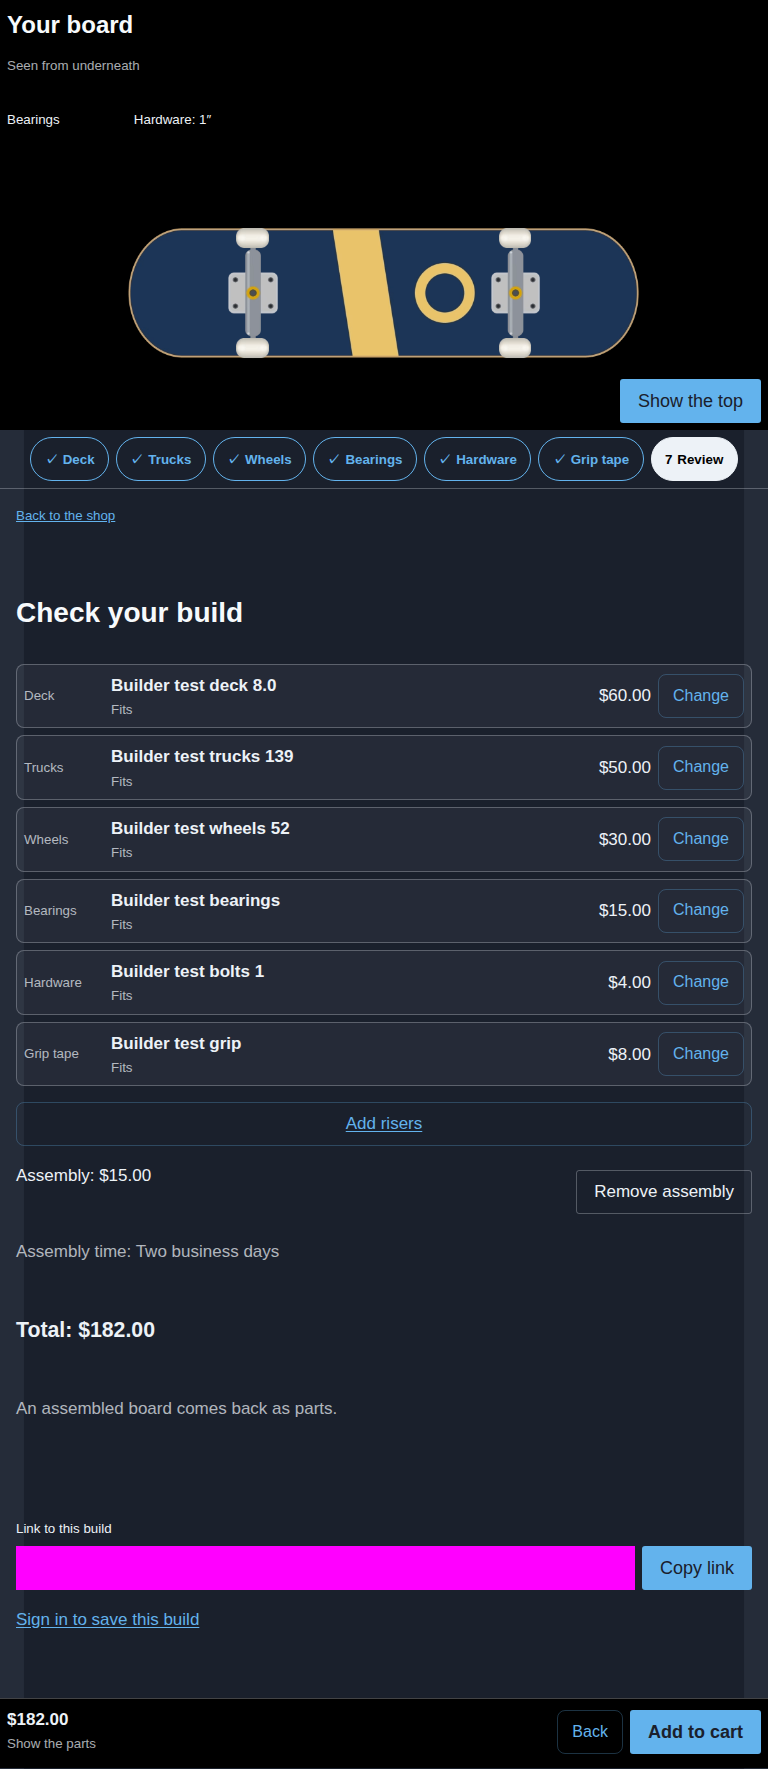 Your board
Seen from underneath
Bearings
Hardware: 1″
Show the top
✓ Deck
✓ Trucks
✓ Wheels
✓ Bearings
✓ Hardware
✓ Grip tape
7 Review
Back to the shop
Check your build
Deck
Builder test deck 8.0
Fits
$60.00
Change
Trucks
Builder test trucks 139
Fits
$50.00
Change
Wheels
Builder test wheels 52
Fits
$30.00
Change
Bearings
Builder test bearings
Fits
$15.00
Change
Hardware
Builder test bolts 1
Fits
$4.00
Change
Grip tape
Builder test grip
Fits
$8.00
Change
Add risers
Assembly: $15.00
Remove assembly
Assembly time: Two business days
Total: $182.00
An assembled board comes back as parts.
Link to this build
Copy link
Sign in to save this build
$182.00
Show the parts
Back
Add to cart